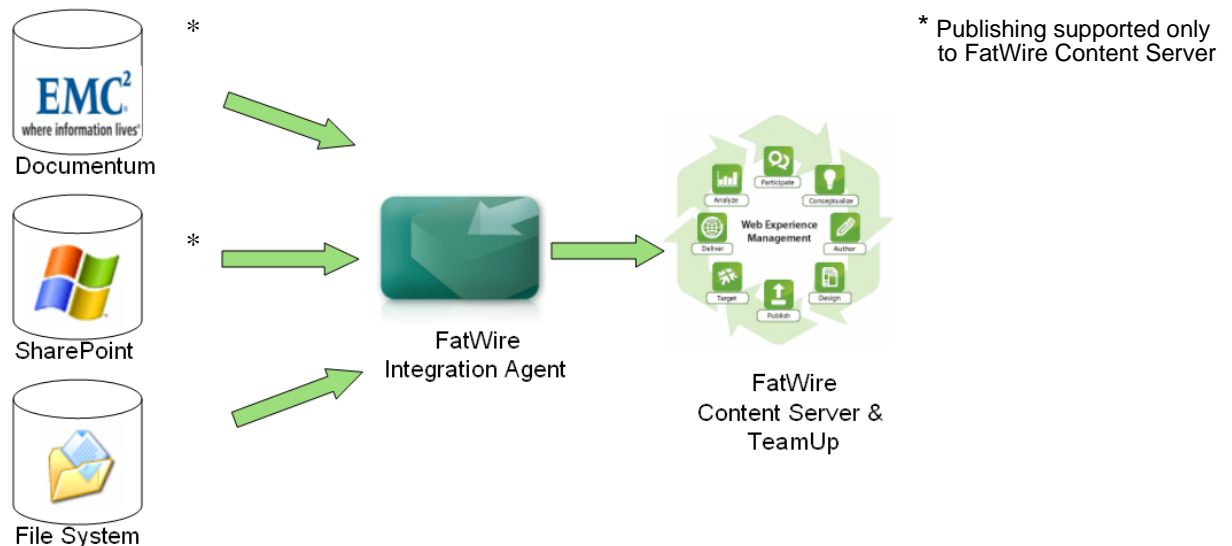 *
* Publishing supported only
to FatWire Content Server
EMC²
where information lives®
Documentum
*
SharePoint
File System
FatWire
Integration Agent
Participate
Analyze
Conceptualize
Web Experience
Management
Deliver
Author
Target
Design
Publish
FatWire
Content Server &
TeamUp